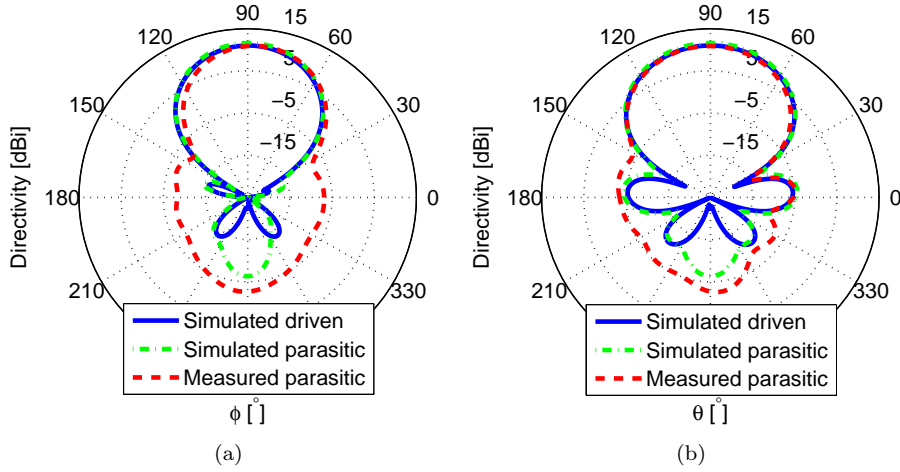 90
15
120
60
5
150
30
−5
−15
180
0
210
330
Directivity [dBi]
Simulated driven
Simulated parasitic
Measured parasitic
ϕ [°]
(a)
90
15
120
60
5
150
30
−5
−15
180
0
210
330
Directivity [dBi]
Simulated driven
Simulated parasitic
Measured parasitic
θ [°]
(b)